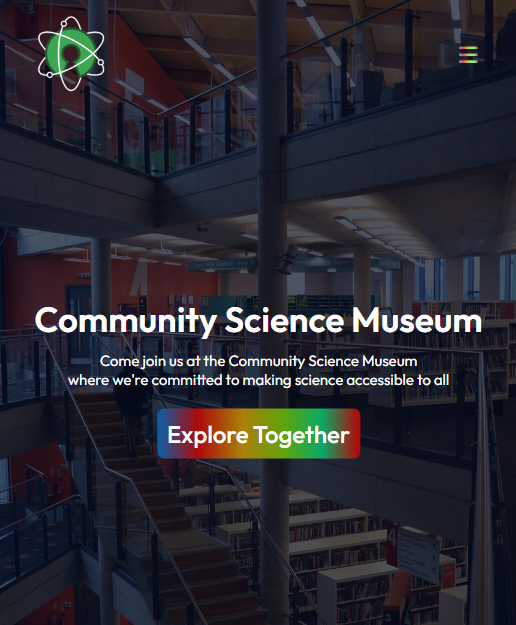 Community Science Museum
Come join us at the Community Science Museum
where we're committed to making science accessible to all
Explore Together